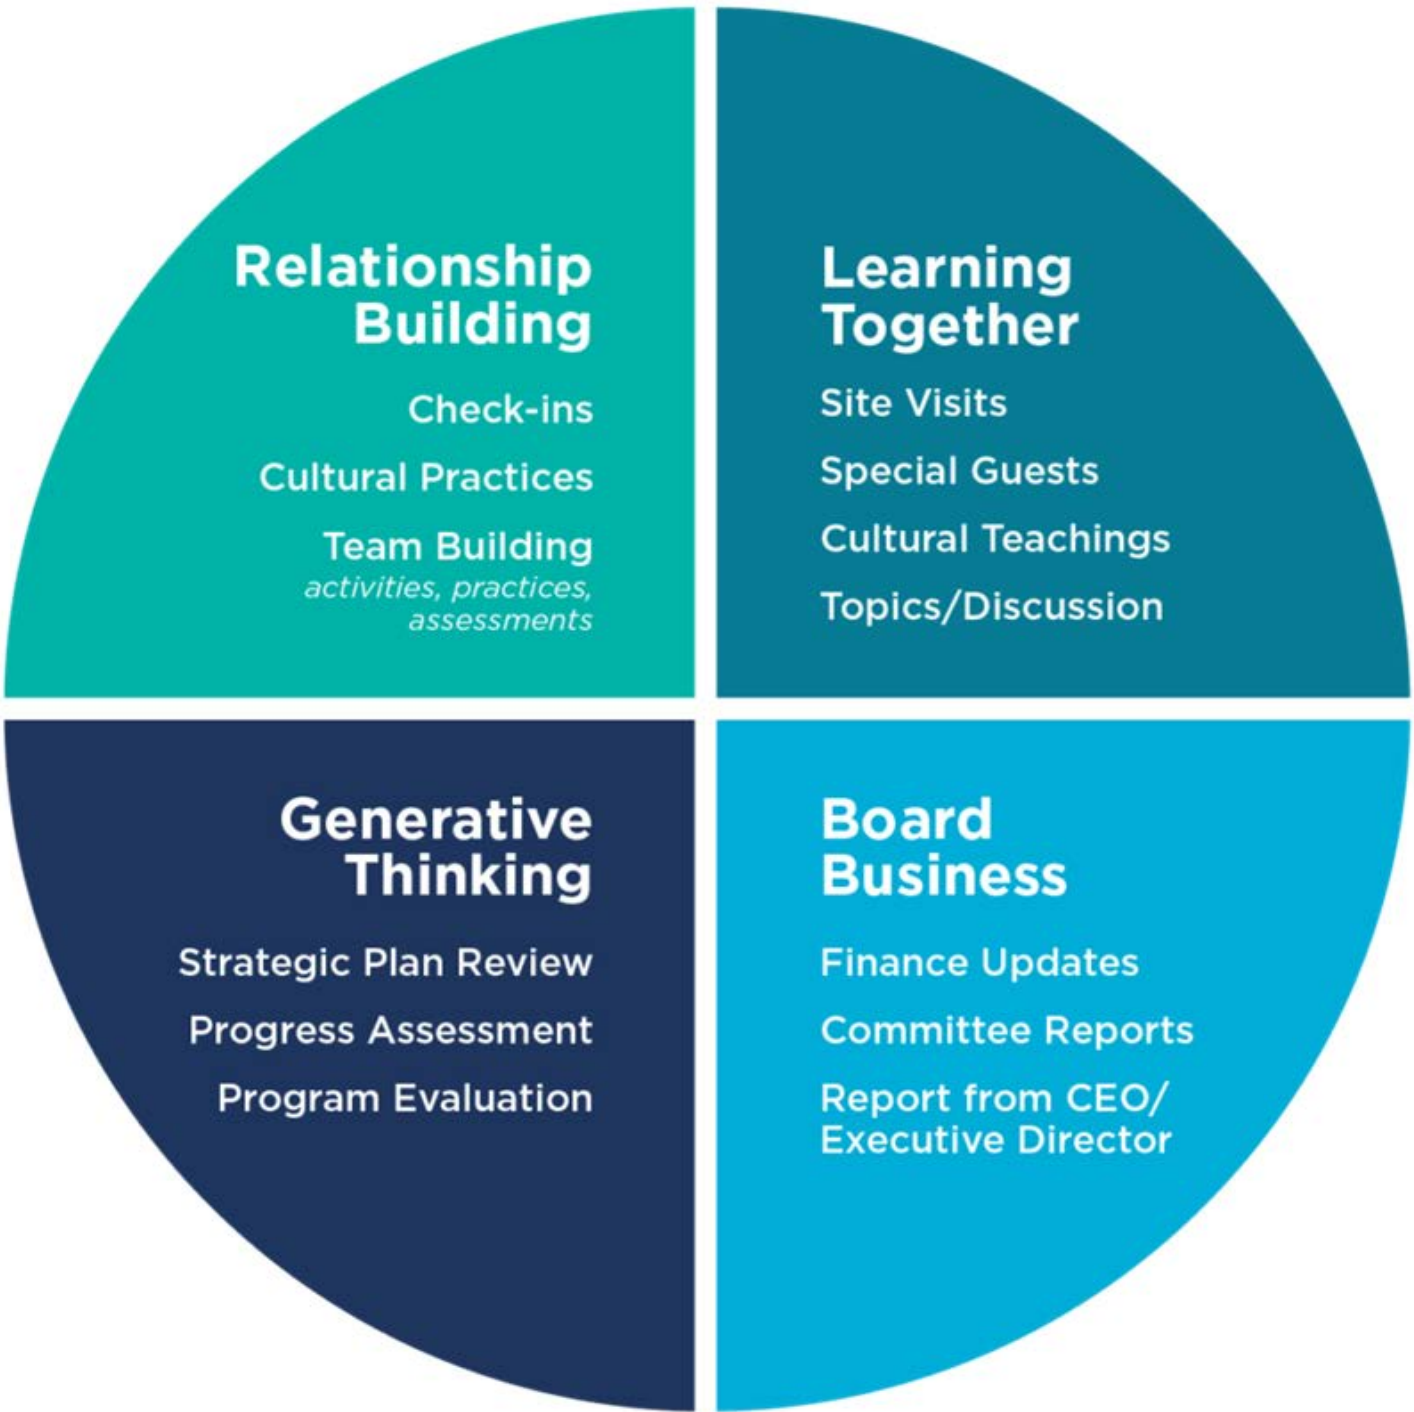 Relationship
Building
Check-ins
Cultural Practices
Team Building
activities, practices,
assessments
Learning
Together
Site Visits
Special Guests
Cultural Teachings
Topics/Discussion
Generative
Thinking
Strategic Plan Review
Progress Assessment
Program Evaluation
Board
Business
Finance Updates
Committee Reports
Report from CEO/
Executive Director